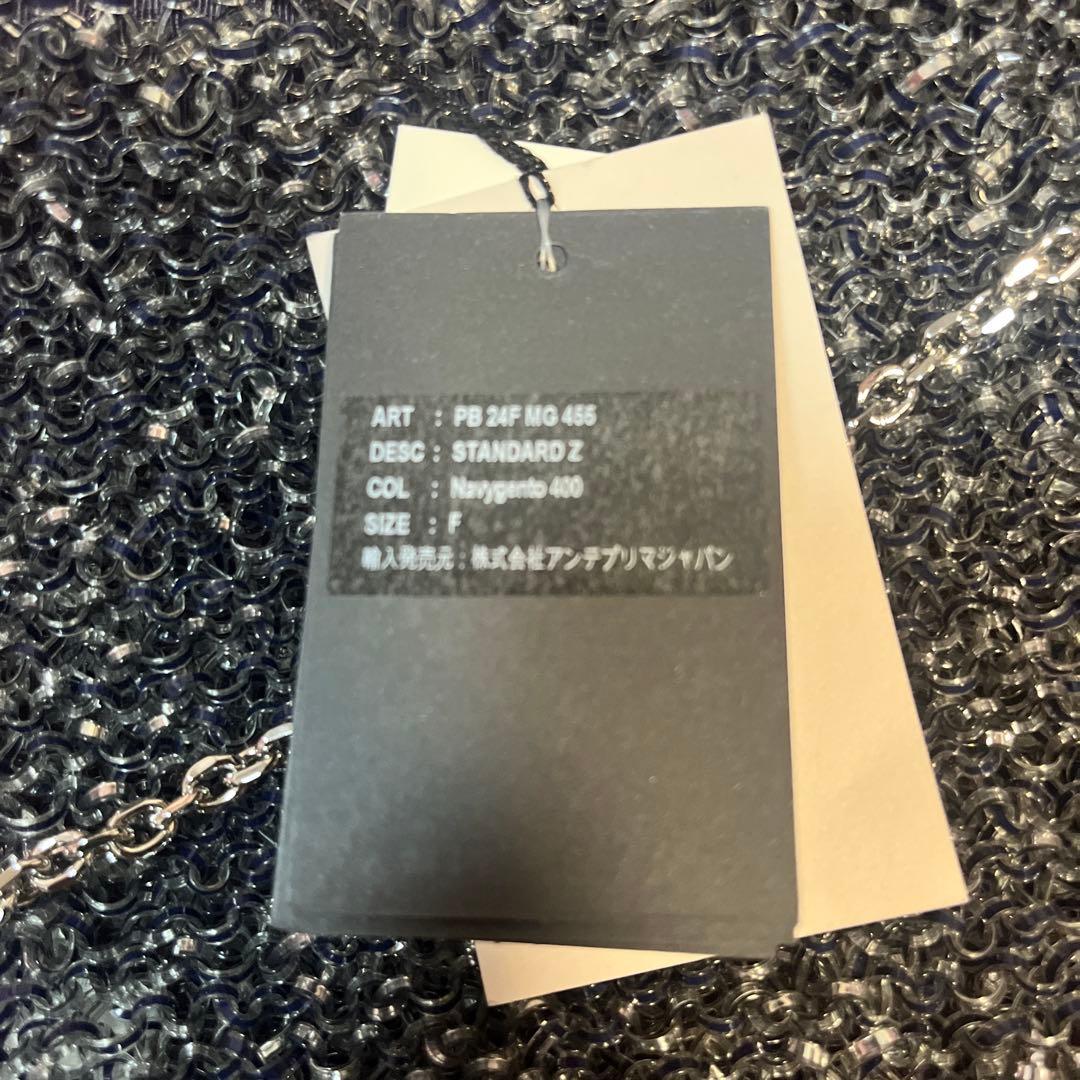 ART : PB 24F MG 455
DESC : STANDARD Z
COL : Navygento 400
SIZE : F
輸入発売元：株式会社アンテプリマジャパン